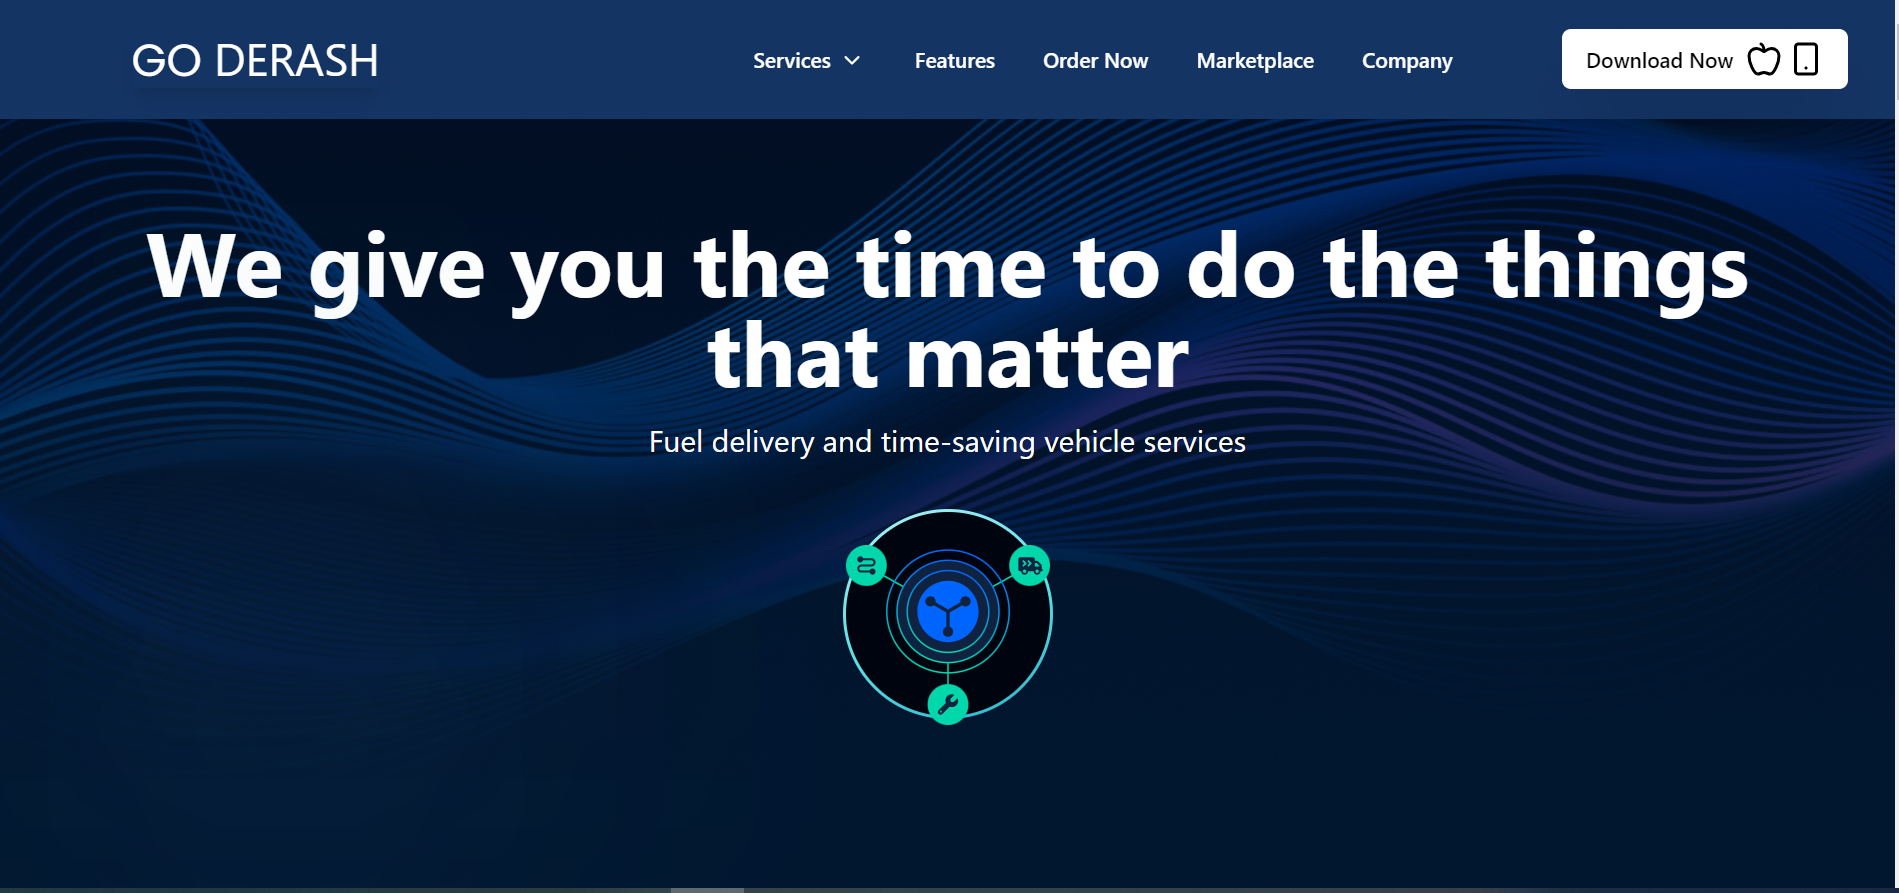 GO DERASH
Services
Features
Order Now
Marketplace
Company
Download Now
We give you the time to do the things
that matter
Fuel delivery and time-saving vehicle services